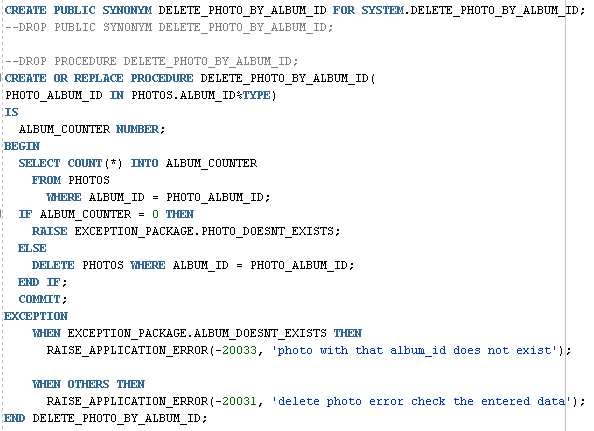 CREATE PUBLIC SYNONYM DELETE_PHOTO_BY_ALBUM_ID FOR SYSTEM.DELETE_PHOTO_BY_ALBUM_ID;
--DROP PUBLIC SYNONYM DELETE_PHOTO_BY_ALBUM_ID;

--DROP PROCEDURE DELETE_PHOTO_BY_ALBUM_ID;
CREATE OR REPLACE PROCEDURE DELETE_PHOTO_BY_ALBUM_ID(
PHOTO_ALBUM_ID IN PHOTOS.ALBUM_ID%TYPE)
IS
  ALBUM_COUNTER NUMBER;
BEGIN
  SELECT COUNT(*) INTO ALBUM_COUNTER
    FROM PHOTOS
      WHERE ALBUM_ID = PHOTO_ALBUM_ID;
  IF ALBUM_COUNTER = 0 THEN
    RAISE EXCEPTION_PACKAGE.PHOTO_DOESNT_EXISTS;
  ELSE
    DELETE PHOTOS WHERE ALBUM_ID = PHOTO_ALBUM_ID;
  END IF;
  COMMIT;
EXCEPTION
    WHEN EXCEPTION_PACKAGE.ALBUM_DOESNT_EXISTS THEN
      RAISE_APPLICATION_ERROR(-20033, 'photo with that album_id does not exist');

    WHEN OTHERS THEN
      RAISE_APPLICATION_ERROR(-20031, 'delete photo error check the entered data');
END DELETE_PHOTO_BY_ALBUM_ID;